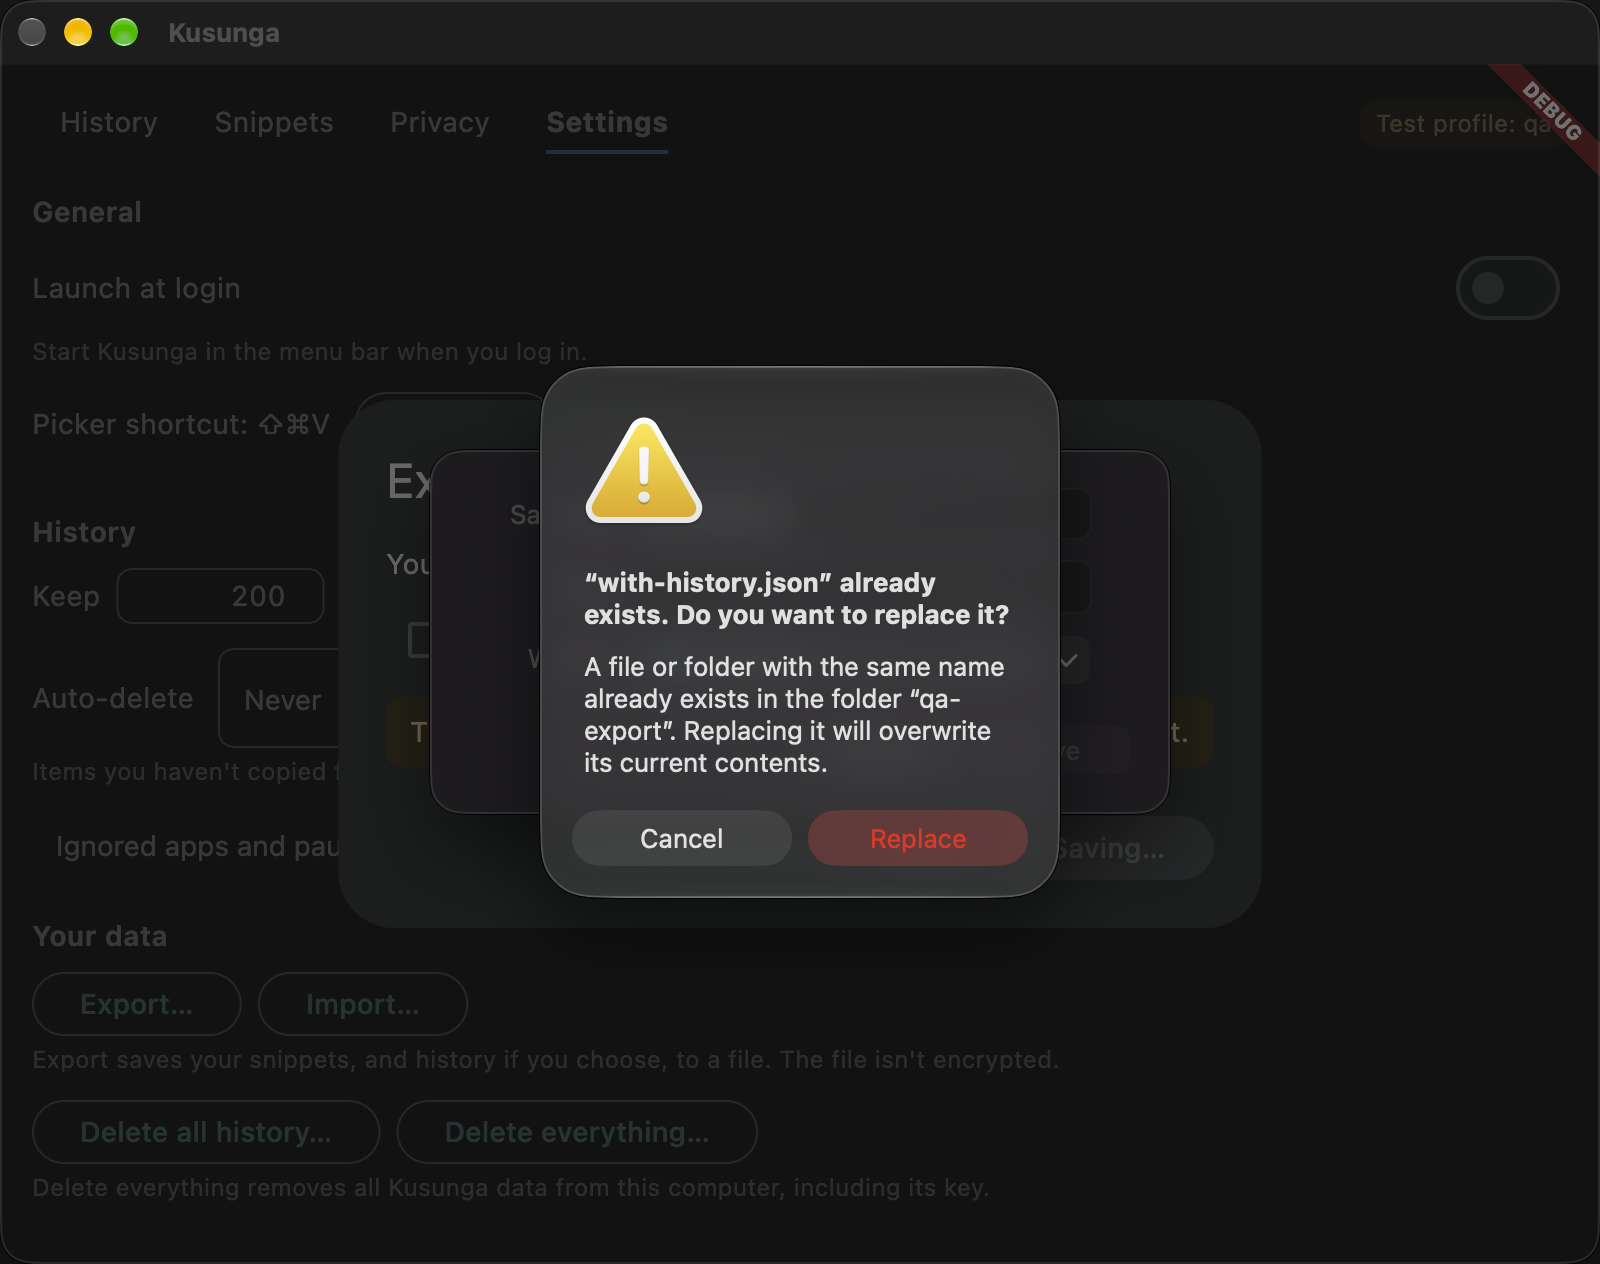 Kusunga
History Snippets Privacy Settings
Test profile: qa
DEBUG
General
Launch at login
Start Kusunga in the menu bar when you log in.
Picker shortcut: ⇧⌘V
History
Keep 200
Auto-delete Never
Items you haven't copied
Ignored apps and
Your data
Export...
Import...
Export saves your snippets, and history if you choose, to a file. The file isn't encrypted.
Delete all history...
Delete everything...
Delete everything removes all Kusunga data from this computer, including its key.
Saving...
“with-history.json” already
exists. Do you want to replace it?
A file or folder with the same name
already exists in the folder “qa-
export”. Replacing it will overwrite
its current contents.
Cancel
Replace